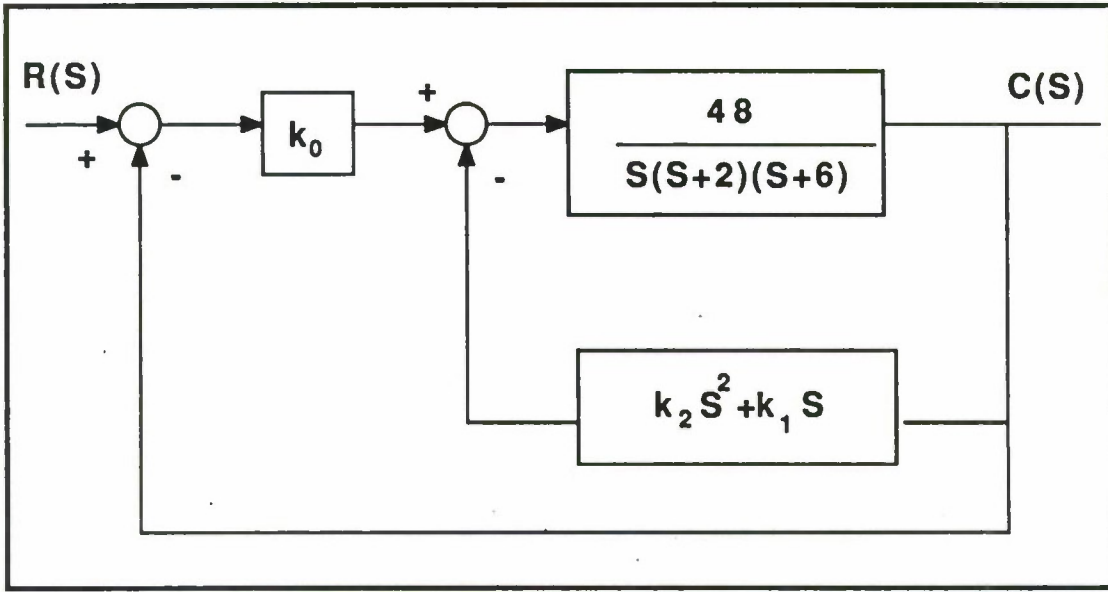 R(S)
+
-
k₀
+
-
48
S(S+2)(S+6)
C(S)
k₂S²+k₁S